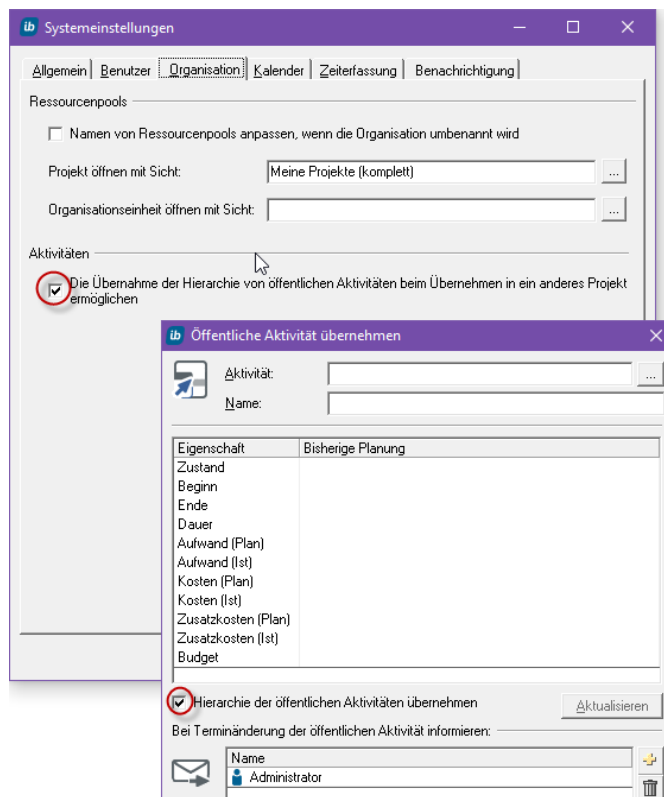 ib Systemeinstellungen
Allgemein Benutzer Organisation Kalender Zeiterfassung Benachrichtigung
Ressourcenpools
Namen von Ressourcenpools anpassen, wenn die Organisation umbenannt wird
Projekt öffnen mit Sicht: Meine Projekte (komplett) ...
Organisationseinheit öffnen mit Sicht: ...
Aktivitäten
Die Übernahme der Hierarchie von öffentlichen Aktivitäten beim Übernehmen in ein anderes Projekt
ermöglichen
ib Öffentliche Aktivität übernehmen
Aktivität: ...
Name:
Eigenschaft Bisherige Planung
Zustand
Beginn
Ende
Dauer
Aufwand (Plan)
Aufwand (Ist)
Kosten (Plan)
Kosten (Ist)
Zusatzkosten (Plan)
Zusatzkosten (Ist)
Budget
Hierarchie der öffentlichen Aktivitäten übernehmen Aktualisieren
Bei Terminänderung der öffentlichen Aktivität informieren:
Name
Administrator